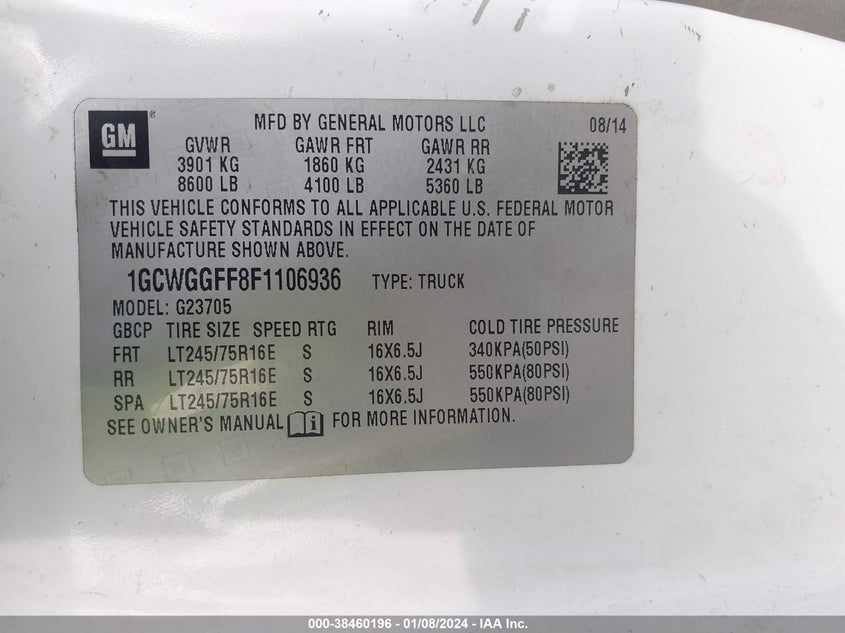 GM ®
MFD BY GENERAL MOTORS LLC 08/14
GVWR GAWR FRT GAWR RR
3901 KG 1860 KG 2431 KG
8600 LB 4100 LB 5360 LB
THIS VEHICLE CONFORMS TO ALL APPLICABLE U.S. FEDERAL MOTOR
VEHICLE SAFETY STANDARDS IN EFFECT ON THE DATE OF
MANUFACTURE SHOWN ABOVE.
1GCWGGFF8F1106936 TYPE: TRUCK
MODEL: G23705
GBCP TIRE SIZE SPEED RTG RIM COLD TIRE PRESSURE
FRT LT245/75R16E S 16X6.5J 340KPA(50PSI)
RR LT245/75R16E S 16X6.5J 550KPA(80PSI)
SPA LT245/75R16E S 16X6.5J 550KPA(80PSI)
SEE OWNER'S MANUAL i FOR MORE INFORMATION.
000-38460196 - 01/08/2024 - IAA Inc.